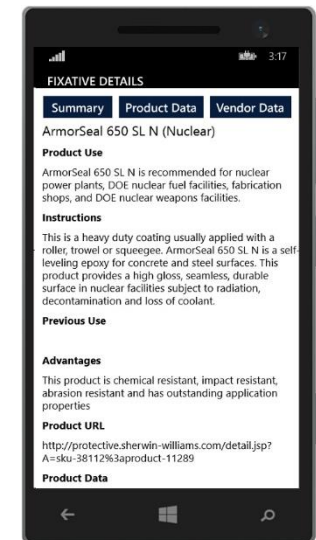 3:17
FIXATIVE DETAILS
Summary Product Data Vendor Data
ArmorSeal 650 SL N (Nuclear)
Product Use
ArmorSeal 650 SL N is recommended for nuclear
power plants, DOE nuclear fuel facilities, fabrication
shops, and DOE nuclear weapons facilities.
Instructions
This is a heavy duty coating usually applied with a
roller, trowel or squeegee. ArmorSeal 650 SL N is a self-
leveling epoxy for concrete and steel surfaces. This
product provides a high gloss, seamless, durable
surface in nuclear facilities subject to radiation,
decontamination and loss of coolant.
Previous Use
Advantages
This product is chemical resistant, impact resistant,
abrasion resistant and has outstanding application
properties
Product URL
http://protective.sherwin-williams.com/detail.jsp?
A=sku-38112%3aproduct-11289
Product Data